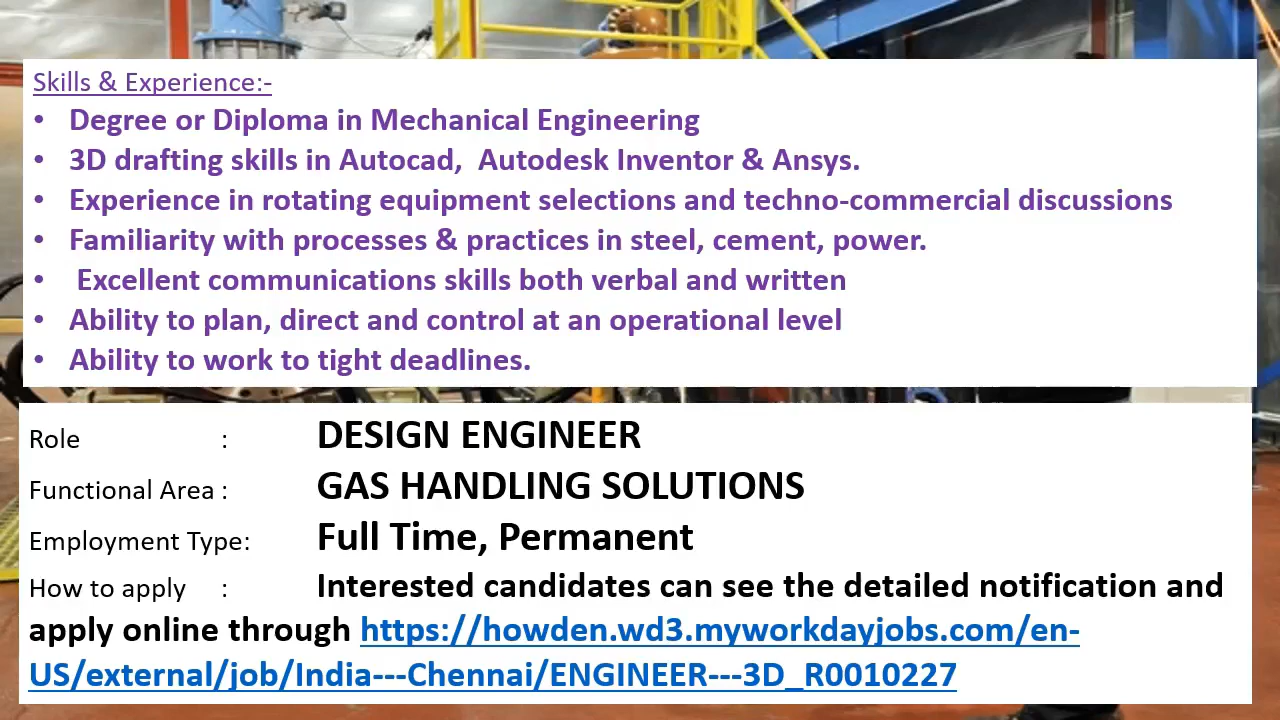 Skills & Experience:-
• Degree or Diploma in Mechanical Engineering
• 3D drafting skills in Autocad,  Autodesk Inventor & Ansys.
• Experience in rotating equipment selections and techno-commercial discussions
• Familiarity with processes & practices in steel, cement, power.
•  Excellent communications skills both verbal and written
• Ability to plan, direct and control at an operational level
• Ability to work to tight deadlines.
Role : DESIGN ENGINEER
Functional Area : GAS HANDLING SOLUTIONS
Employment Type: Full Time, Permanent
How to apply : Interested candidates can see the detailed notification and
apply online through https://howden.wd3.myworkdayjobs.com/en-
US/external/job/India---Chennai/ENGINEER---3D_R0010227